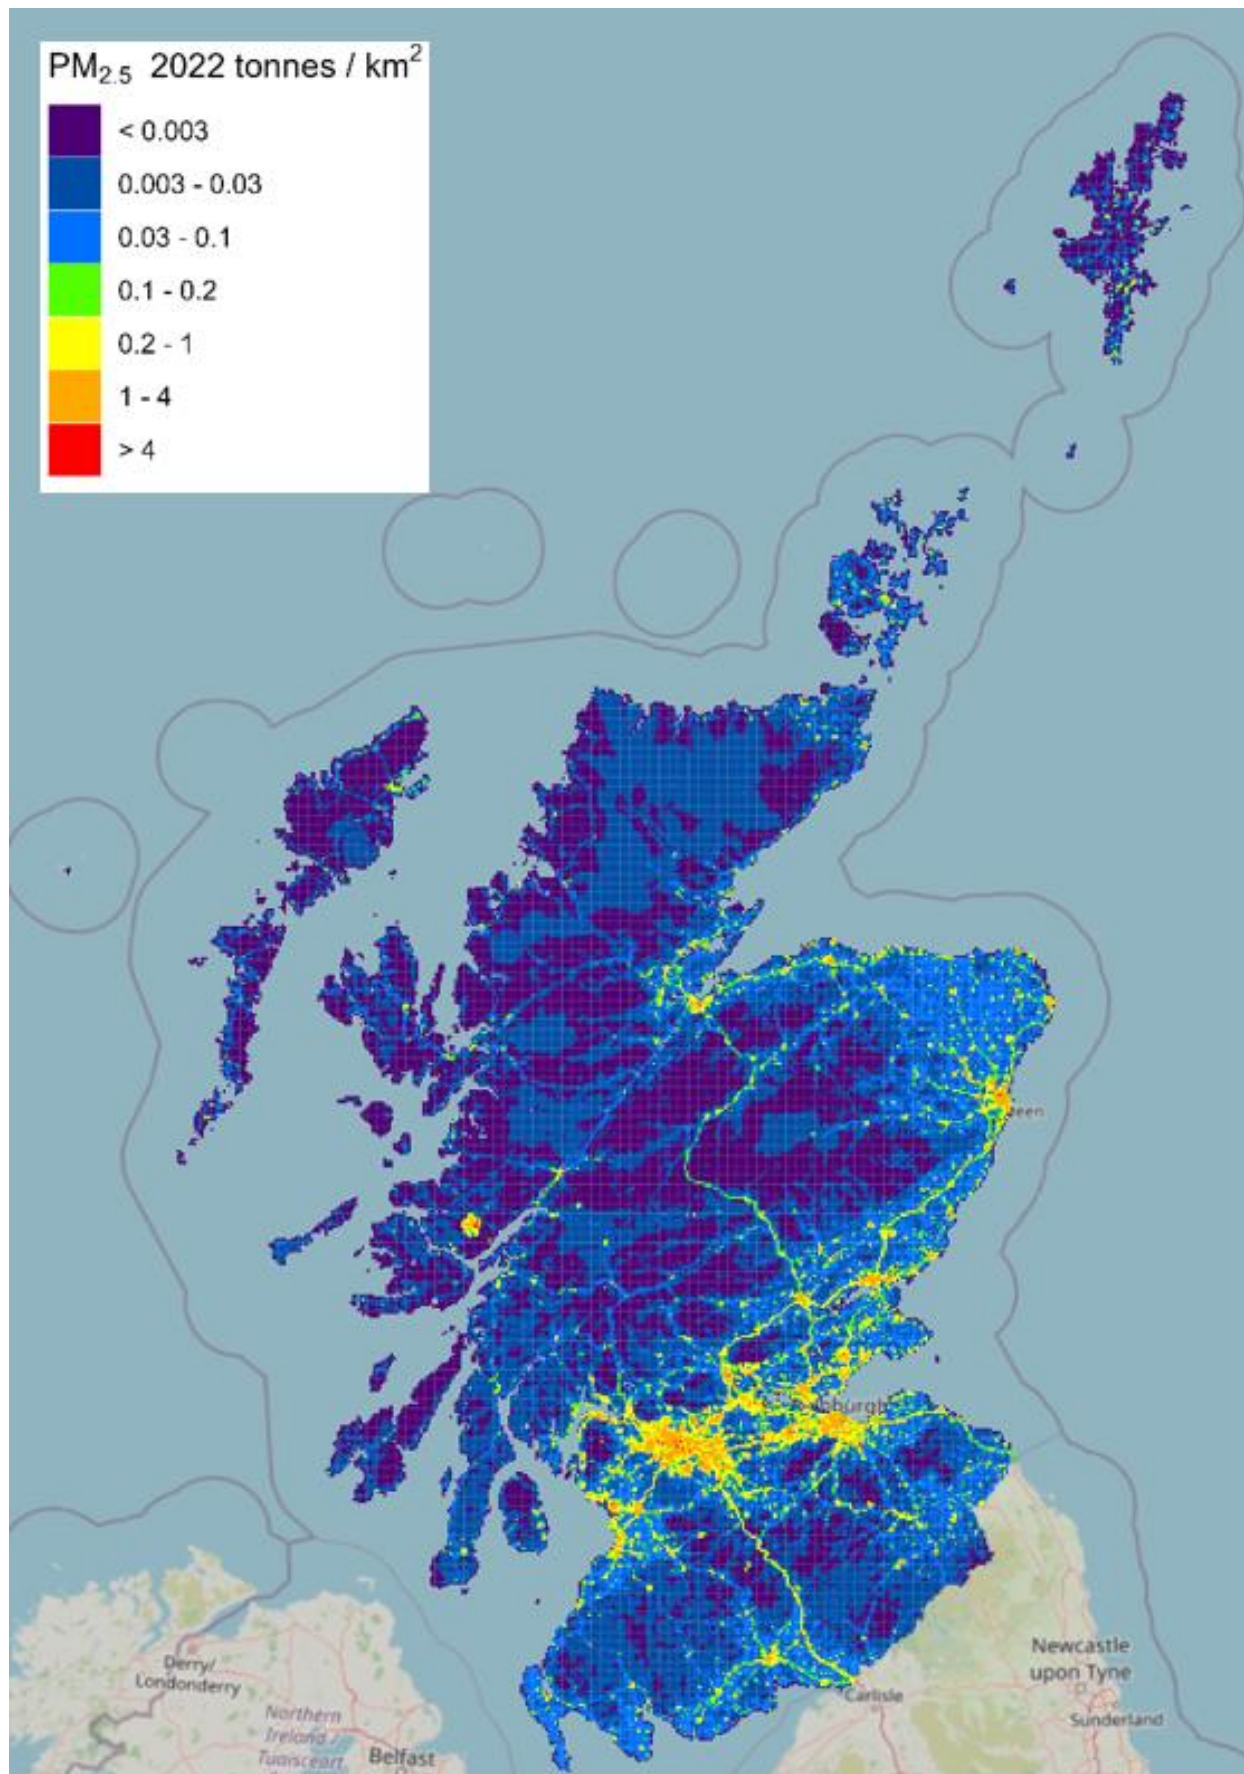 PM₂.₅ 2022 tonnes / km²
< 0.003
0.003 - 0.03
0.03 - 0.1
0.1 - 0.2
0.2 - 1
1 - 4
> 4
Derry/
Londonderry
Northern
Ireland /
Tuaisceart
Belfast
Newcastle
upon Tyne
Carlisle
Sunderland